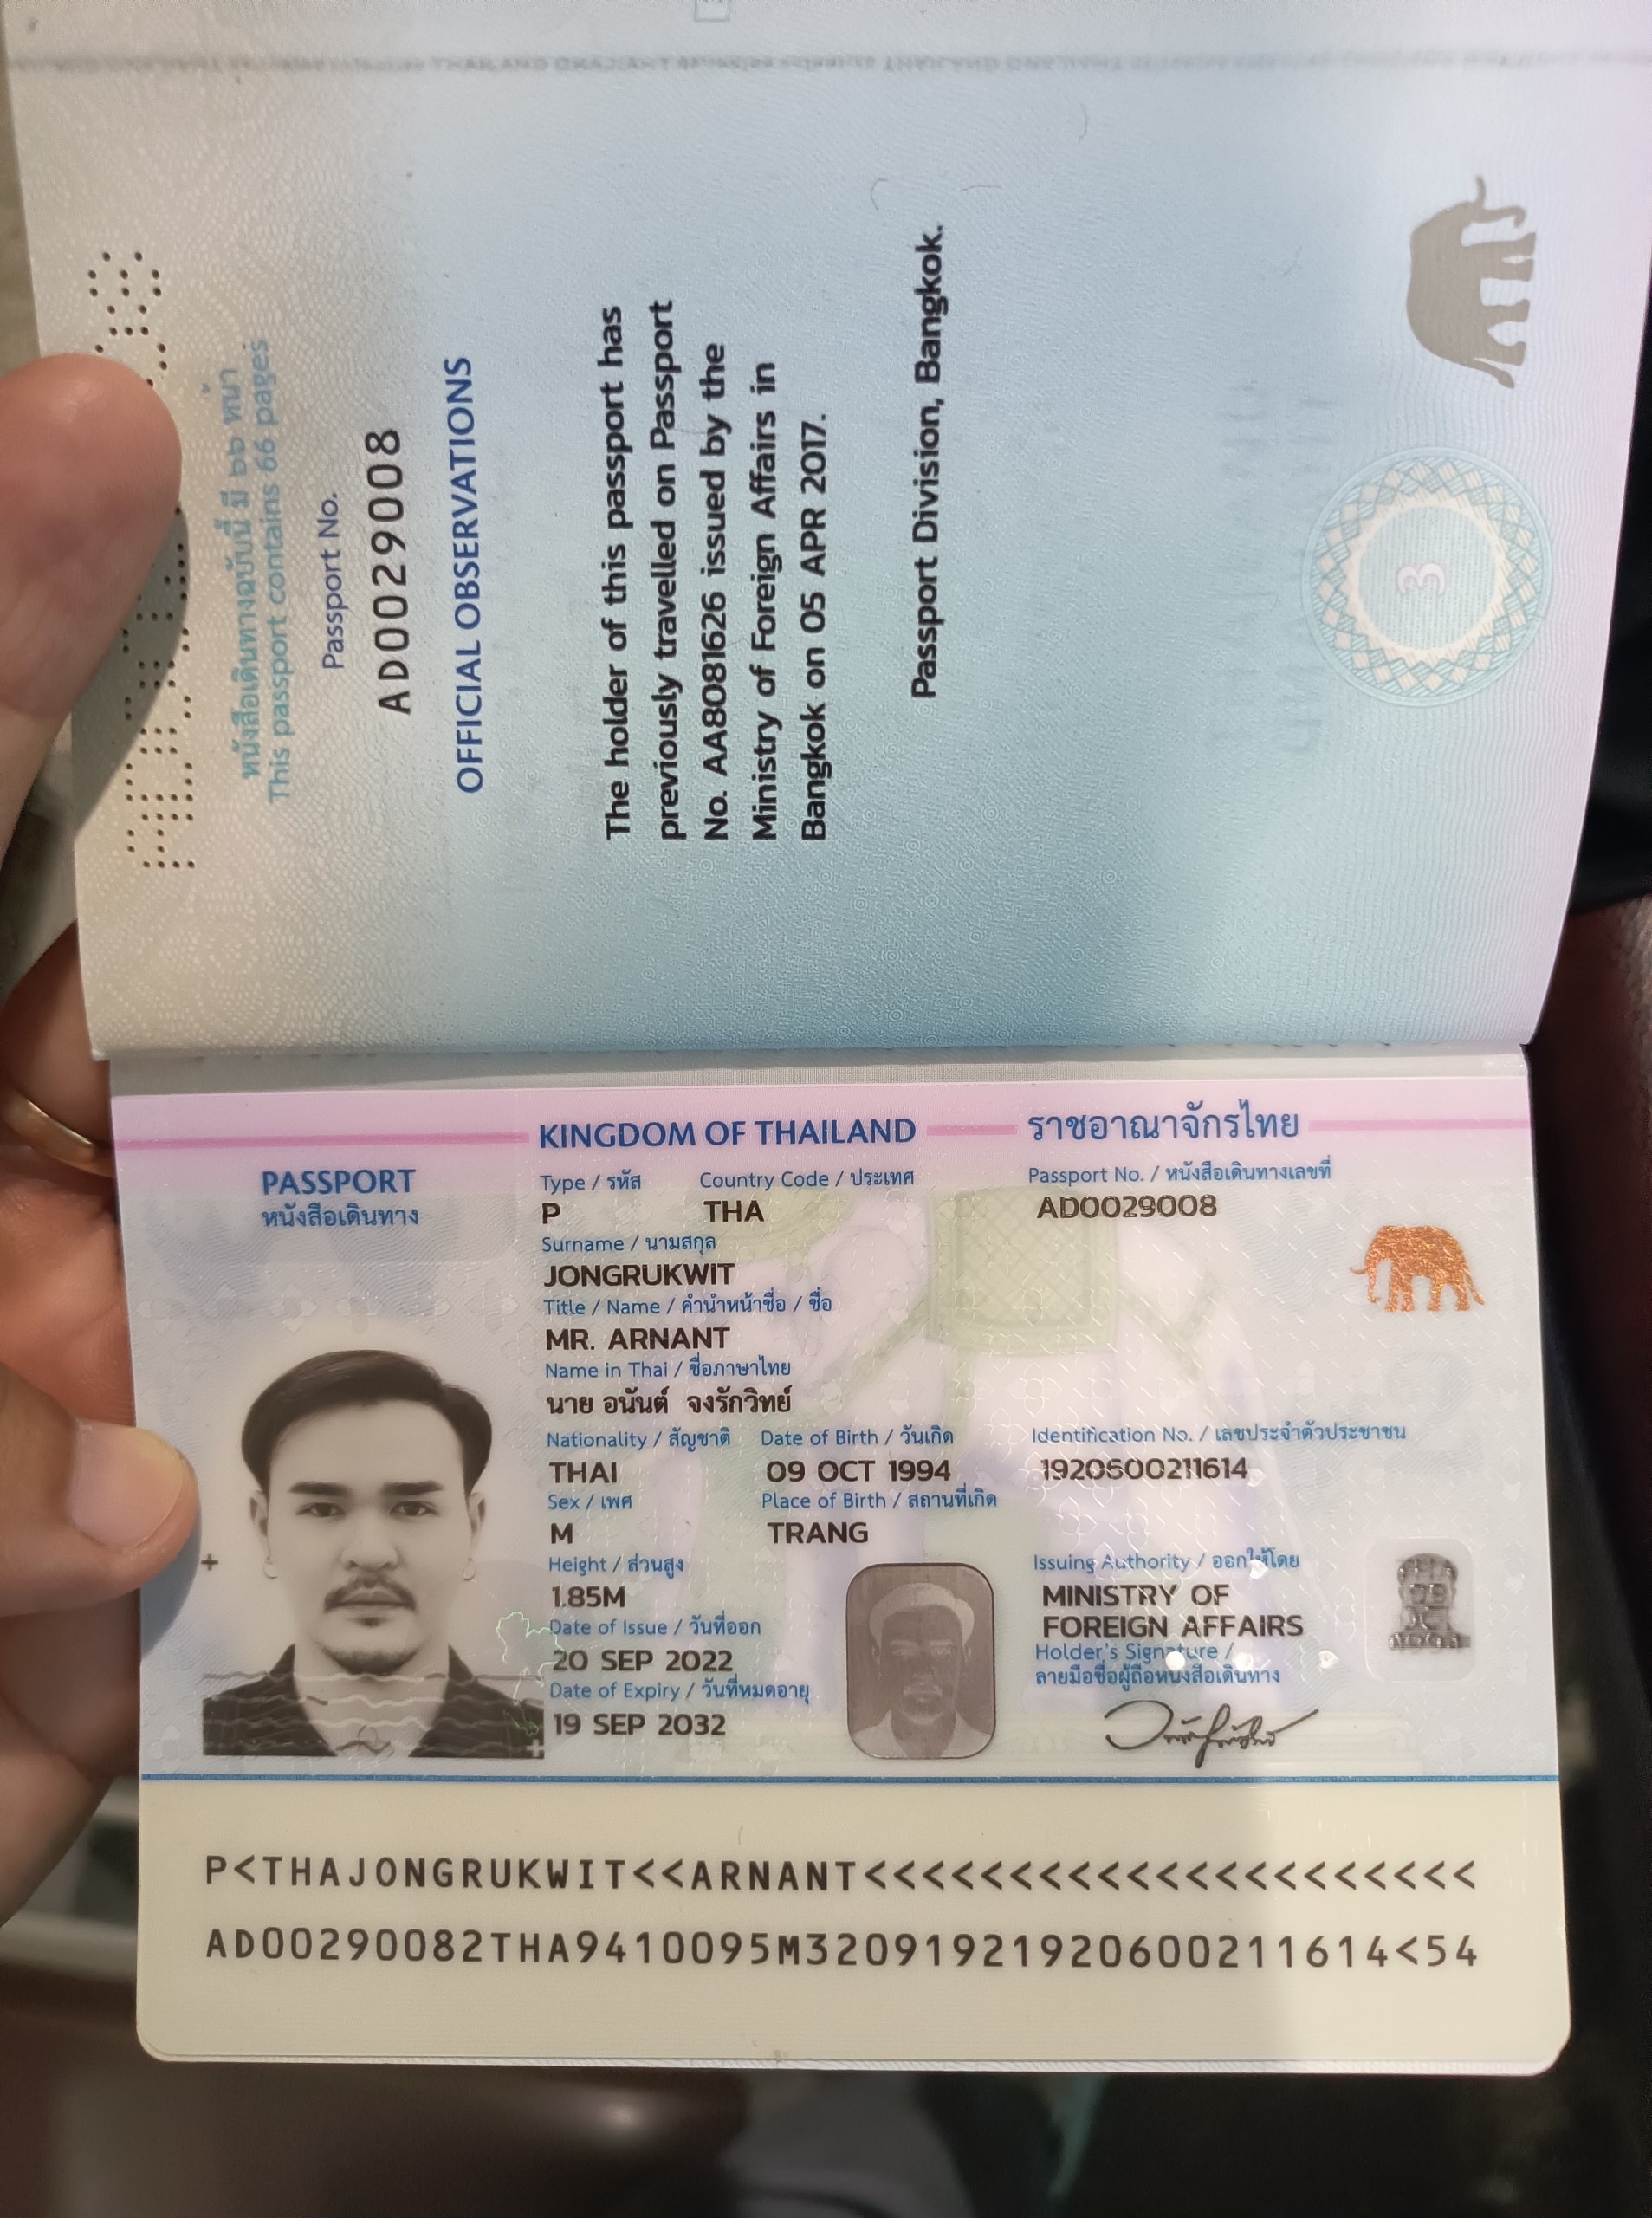 หนังสือเดินทางฉบับนี้ มี ๖๖ หน้า
This passport contains 66 pages
Passport No.
AD0029008
OFFICIAL OBSERVATIONS
The holder of this passport has
previously travelled on Passport
No. AA8081626 issued by the
Ministry of Foreign Affairs in
Bangkok on 05 APR 2017.
Passport Division, Bangkok.
3
KINGDOM OF THAILAND ราชอาณาจักรไทย
PASSPORT
หนังสือเดินทาง
Type / รหัส Country Code / ประเทศ Passport No. / หนังสือเดินทางเลขที่
P THA AD0029008
Surname / นามสกุล
JONGRUKWIT
Title / Name / คำนำหน้าชื่อ / ชื่อ
MR. ARNANT
Name in Thai / ชื่อภาษาไทย
นาย อนันต์ จงรักวิทย์
Nationality / สัญชาติ Date of Birth / วันเกิด Identification No. / เลขประจำตัวประชาชน
THAI 09 OCT 1994 1920600211614
Sex / เพศ Place of Birth / สถานที่เกิด
M TRANG
Height / ส่วนสูง Issuing Authority / ออกให้โดย
1.85M MINISTRY OF
FOREIGN AFFAIRS
Date of Issue / วันที่ออก Holder's Signature /
20 SEP 2022 ลายมือชื่อผู้ถือหนังสือเดินทาง
Date of Expiry / วันที่หมดอายุ
19 SEP 2032
P<THAJONGRUKWIT<<ARNANT<<<<<<<<<<<<<<<<<<<<<
AD00290082THA9410095M32091921920600211614<54